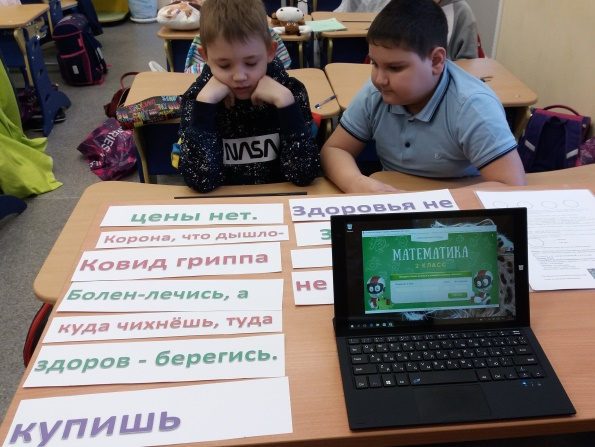 NASA
цены нет.
Корона, что дышло-
Ковид гриппа
Болен-лечись, а
куда чихнёшь, туда
здоров - берегись.
купишь
Здоровья не
З
не
МАТЕМАТИКА
2 КЛАСС